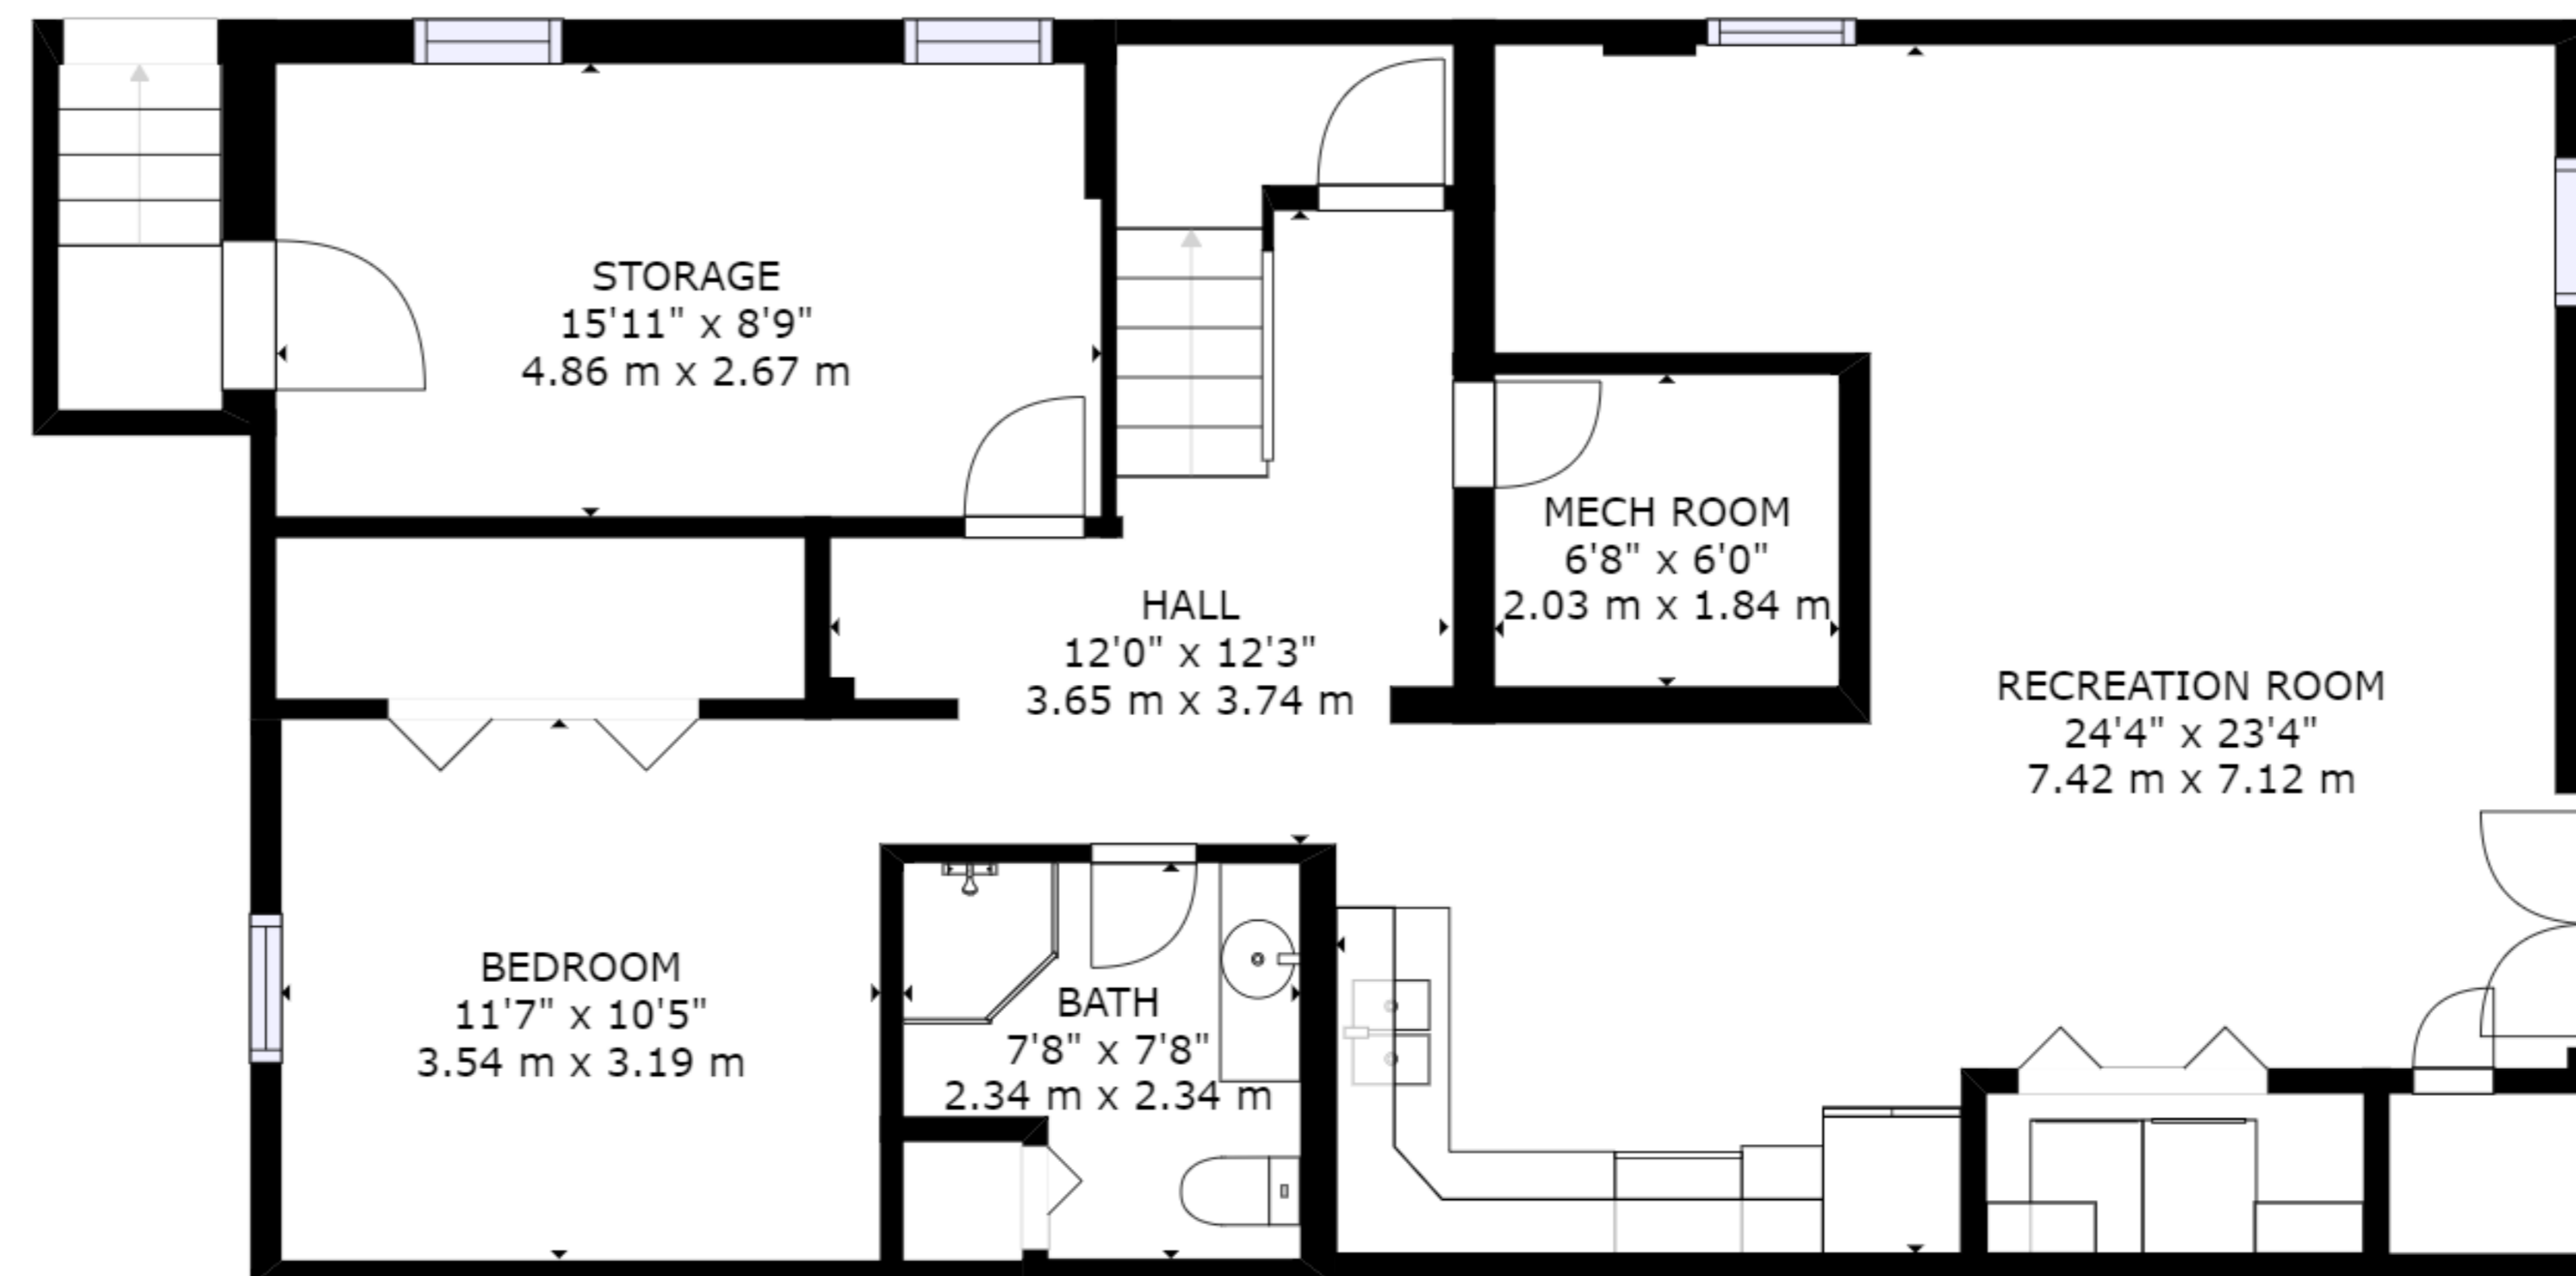 STORAGE
15'11" x 8'9"
4.86 m x 2.67 m
MECH ROOM
6'8" x 6'0"
2.03 m x 1.84 m
HALL
12'0" x 12'3"
3.65 m x 3.74 m
RECREATION ROOM
24'4" x 23'4"
7.42 m x 7.12 m
BEDROOM
11'7" x 10'5"
3.54 m x 3.19 m
BATH
7'8" x 7'8"
2.34 m x 2.34 m